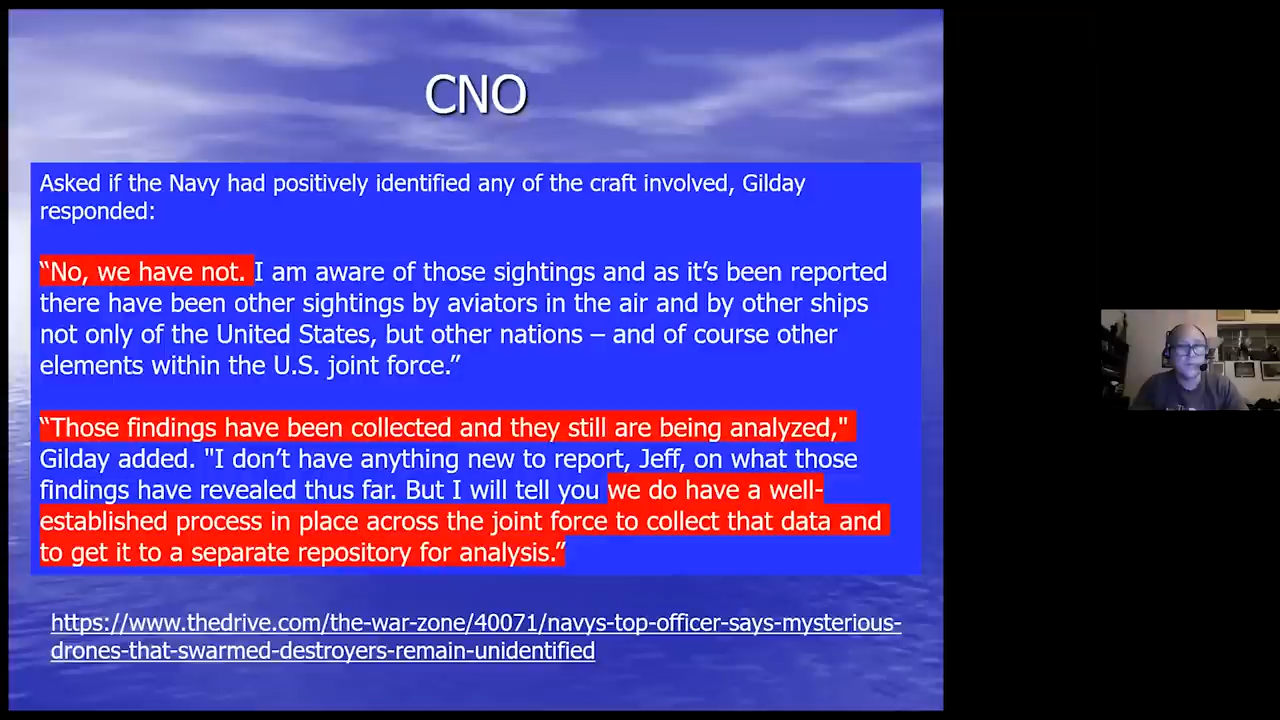 CNO
Asked if the Navy had positively identified any of the craft involved, Gilday
responded:
“No, we have not. I am aware of those sightings and as it’s been reported
there have been other sightings by aviators in the air and by other ships
not only of the United States, but other nations – and of course other
elements within the U.S. joint force.”
“Those findings have been collected and they still are being analyzed,"
Gilday added. "I don’t have anything new to report, Jeff, on what those
findings have revealed thus far. But I will tell you we do have a well-
established process in place across the joint force to collect that data and
to get it to a separate repository for analysis.”
https://www.thedrive.com/the-war-zone/40071/navys-top-officer-says-mysterious-
drones-that-swarmed-destroyers-remain-unidentified